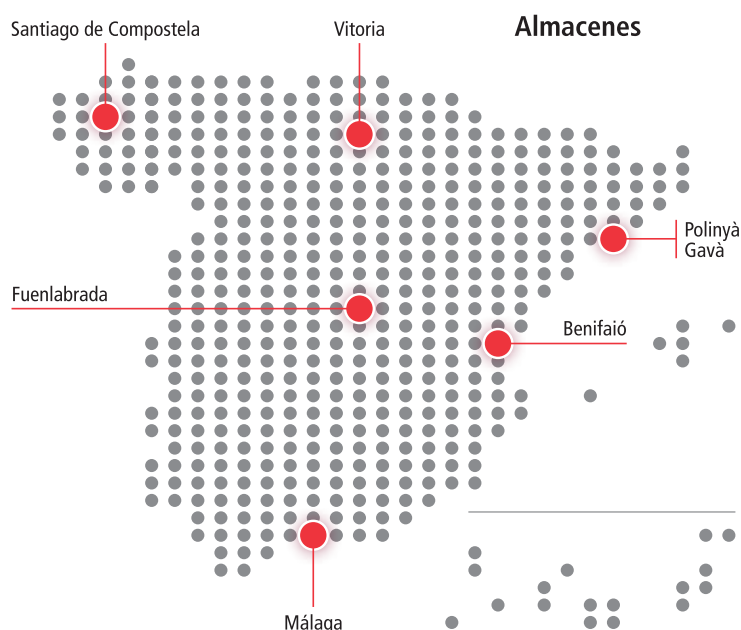 Santiago de Compostela
Vitoria
Almacenes
Polinyà
Gavà
Fuenlabrada
Benifaió
Málaga